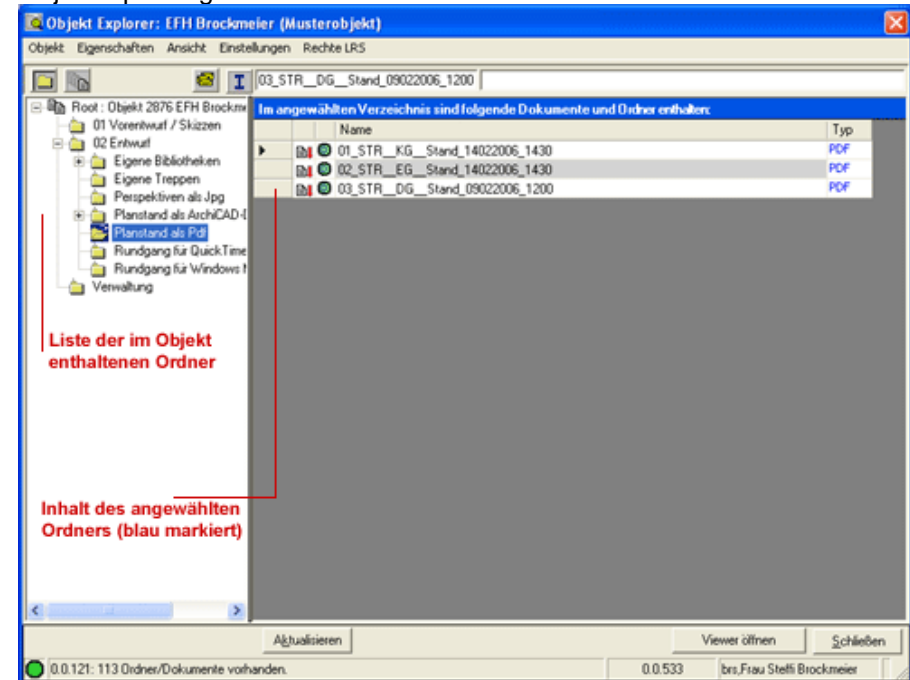 Objekt Explorer: EFH Brockmeier (Musterobjekt)
Objekt Eigenschaften Ansicht Einstellungen Rechte LRS
03_STR__DG__Stand_09022006_1200
Root : Objekt 2876 EFH Brockme
01 Vorentwurf / Skizzen
02 Entwurf
Eigene Bibliotheken
Eigene Treppen
Perspektiven als Jpg
Planstand als ArchiCAD-
Planstand als Pdf
Rundgang für QuickTime
Rundgang für Windows
Verwaltung
Im angewählten Verzeichnis sind folgende Dokumente und Ordner enthalten:
Name Typ
01_STR__KG__Stand_14022006_1430 PDF
02_STR__EG__Stand_14022006_1430 PDF
03_STR__DG__Stand_09022006_1200 PDF
Liste der im Objekt
enthaltenen Ordner
Inhalt des angewählten
Ordners (blau markiert)
Aktualisieren Viewer öffnen Schließen
0.0.121: 113 Ordner/Dokumente vorhanden. 0.0.533 brs,Frau Steffi Brockmeier